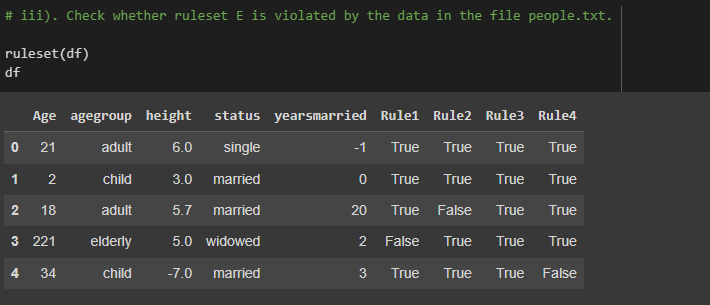 # iii). Check whether ruleset E is violated by the data in the file people.txt.
ruleset(df)
df
Age agegroup height status yearsmarried Rule1 Rule2 Rule3 Rule4
0 21 adult 6.0 single -1 True True True True
1 2 child 3.0 married 0 True True True True
2 18 adult 5.7 married 20 True False True True
3 221 elderly 5.0 widowed 2 False True True True
4 34 child -7.0 married 3 True True True False